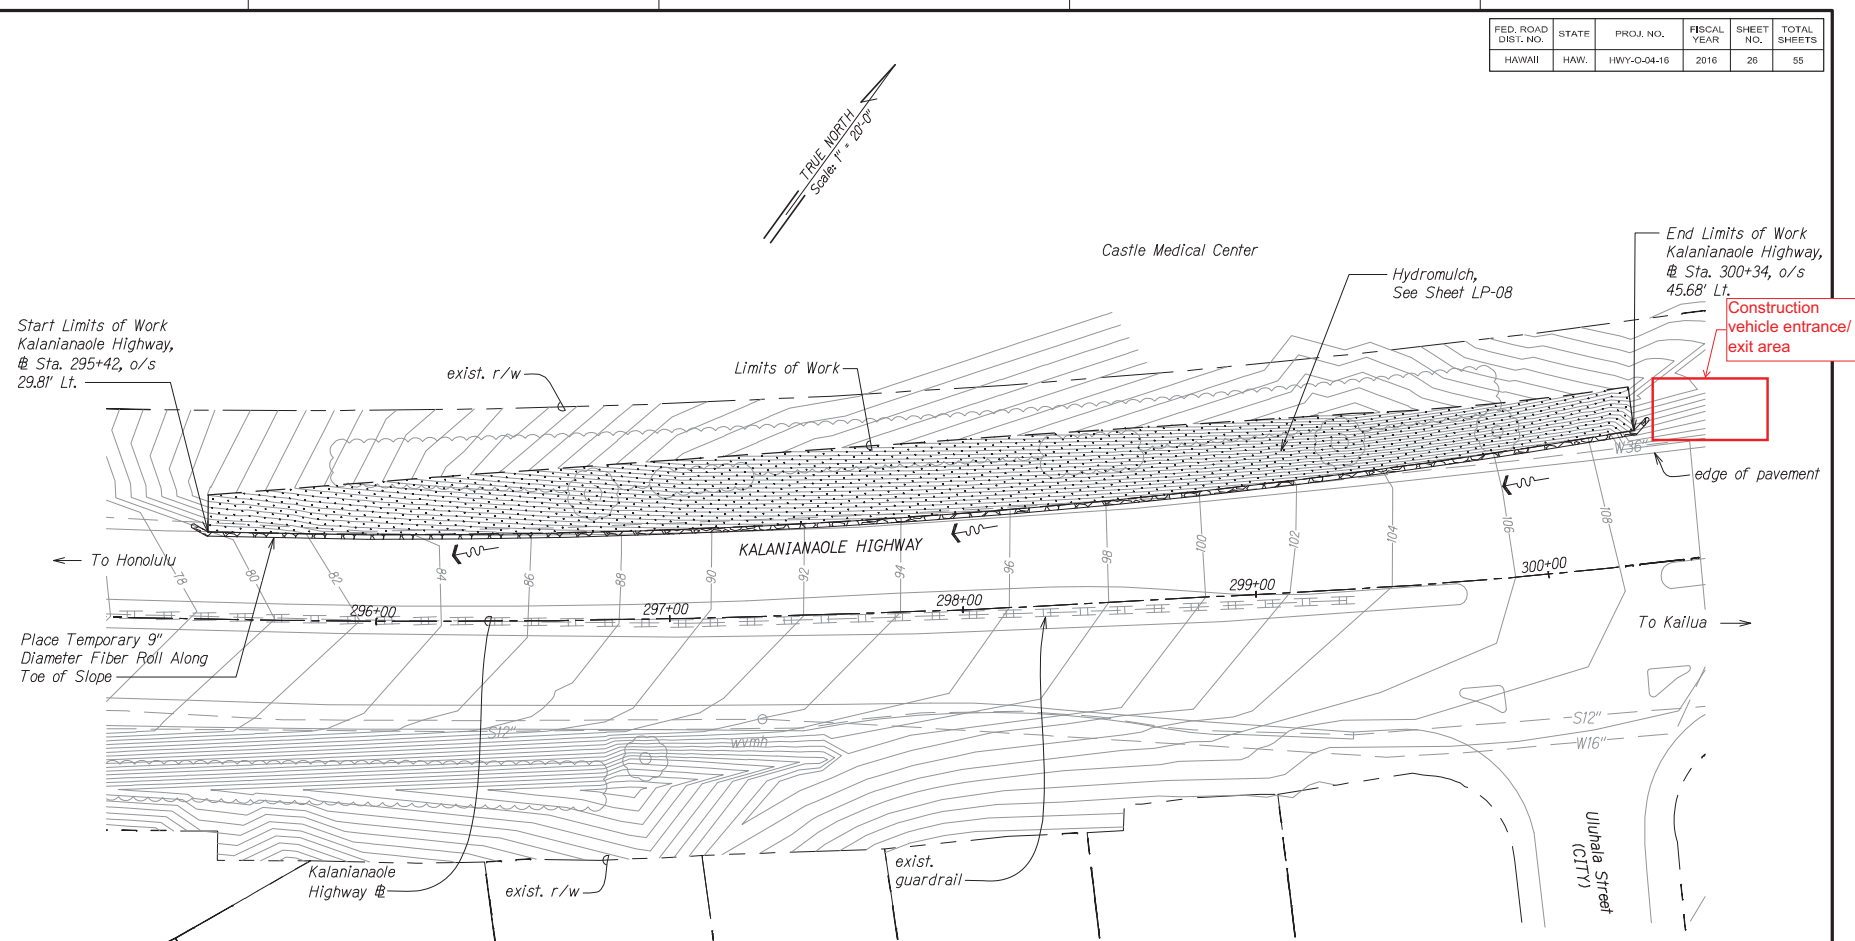 FED. ROAD
DIST. NO.
STATE
PROJ. NO.
FISCAL
YEAR
SHEET
NO.
TOTAL
SHEETS
HAWAII
HAW.
HWY-O-04-16
2016
26
55
TRUE NORTH
Scale: 1" = 20'-0"
Castle Medical Center
Hydromulch,
See Sheet LP-08
End Limits of Work
Kalanianaole Highway,
℄ Sta. 300+34, o/s
45.68' Lt.
Construction
vehicle entrance/
exit area
Start Limits of Work
Kalanianaole Highway,
℄ Sta. 295+42, o/s
29.81' Lt.
exist. r/w
Limits of Work
W36"
edge of pavement
To Honolulu
KALANIANAOLE HIGHWAY
78
80
82
84
86
88
90
92
94
96
98
100
102
104
106
108
296+00
297+00
298+00
299+00
300+00
To Kailua
Place Temporary 9"
Diameter Fiber Roll Along
Toe of Slope
S12"
wvmh
S12"
W16"
Kalanianaole
Highway ℄
exist. r/w
exist.
guardrail
Uluhala Street
(CITY)